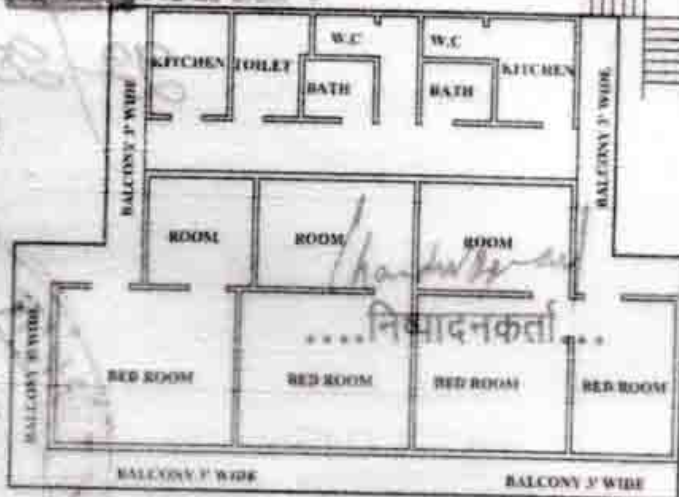 W.C
W.C
KITCHEN
TOILET
KITCHEN
BATH
BATH
BALCONY 3' WIDE
BALCONY 3' WIDE
ROOM
ROOM
ROOM
....निष्पादनकर्ता...
BALCONY 3' WIDE
BED ROOM
BED ROOM
BED ROOM
BED ROOM
BALCONY 3' WIDE
BALCONY 3' WIDE